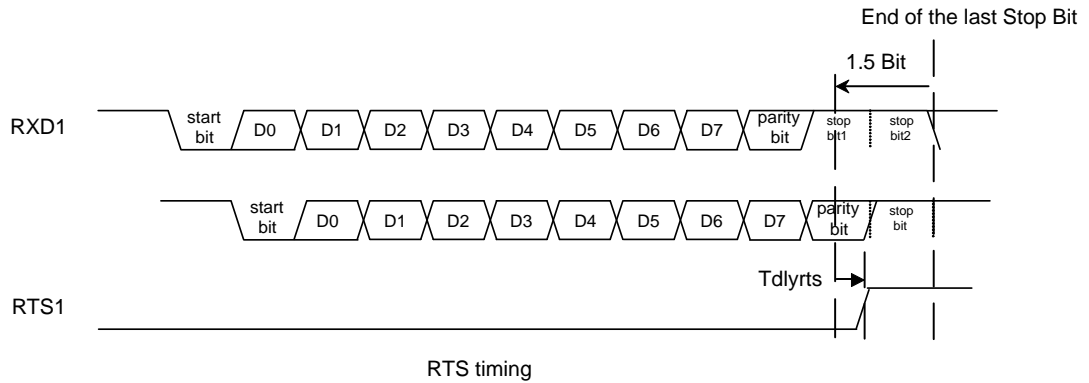 End of the last Stop Bit
1.5 Bit
RXD1
start bit D0 D1 D2 D3 D4 D5 D6 D7 parity bit stop bit1 stop bit2
start bit D0 D1 D2 D3 D4 D5 D6 D7 parity bit stop bit
Tdlyrts
RTS1
RTS timing